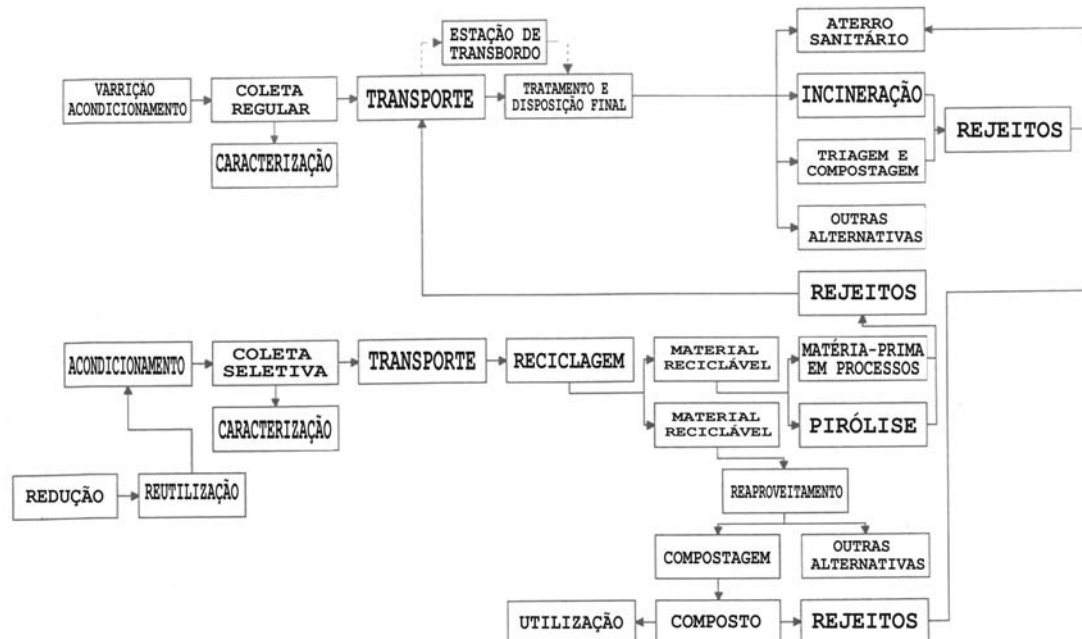 ESTAÇÃO DE
TRANSBORDO
ATERRO
SANITÁRIO
VARRIÇÃO
ACONDICIONAMENTO
COLETA
REGULAR
TRANSPORTE
TRATAMENTO E
DISPOSIÇÃO FINAL
INCINERAÇÃO
REJEITOS
CARACTERIZAÇÃO
TRIAGEM E
COMPOSTAGEM
OUTRAS
ALTERNATIVAS
REJEITOS
ACONDICIONAMENTO
COLETA
SELETIVA
TRANSPORTE
RECICLAGEM
MATERIAL
RECICLÁVEL
MATÉRIA-PRIMA
EM PROCESSOS
CARACTERIZAÇÃO
MATERIAL
RECICLÁVEL
PIRÓLISE
REDUÇÃO
REUTILIZAÇÃO
REAPROVEITAMENTO
COMPOSTAGEM
OUTRAS
ALTERNATIVAS
UTILIZAÇÃO
COMPOSTO
REJEITOS